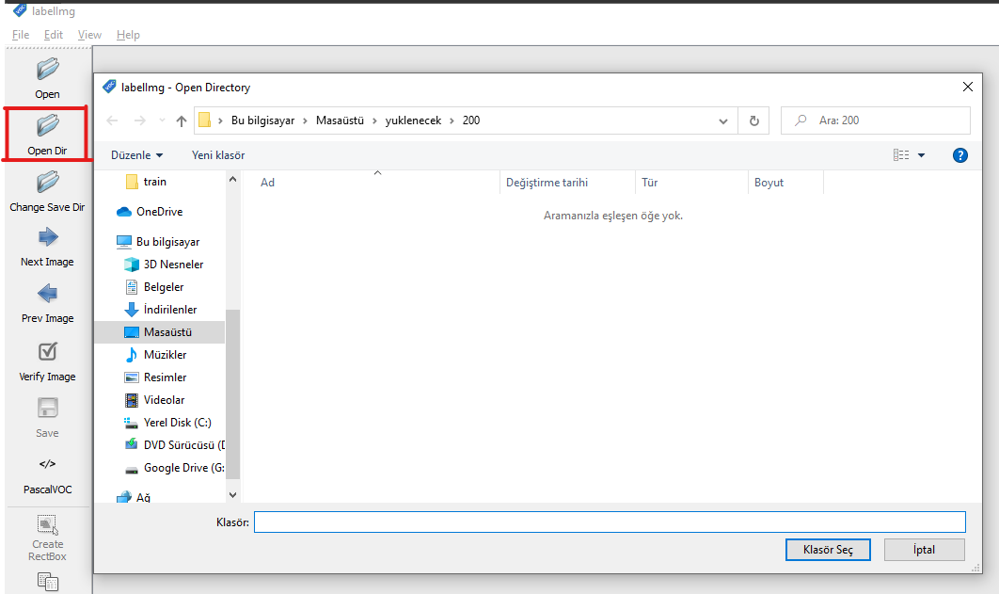 labelImg
File Edit View Help
Open
Open Dir
Change Save Dir
Next Image
Prev Image
Verify Image
Save
</>
PascalVOC
Create
RectBox
labelImg - Open Directory
Bu bilgisayar › Masaüstü › yuklenecek › 200
Ara: 200
Düzenle Yeni klasör
?
Ad Değiştirme tarihi Tür Boyut
Aramanızla eşleşen öğe yok.
train
OneDrive
Bu bilgisayar
3D Nesneler
Belgeler
İndirilenler
Masaüstü
Müzikler
Resimler
Videolar
Yerel Disk (C:)
DVD Sürücüsü (D
Google Drive (G:
Ağ
Klasör:
Klasör Seç İptal